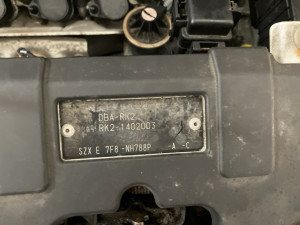 DBA-RK2
RK2-1402003
SZX E 7F8 -NH788P -A -C